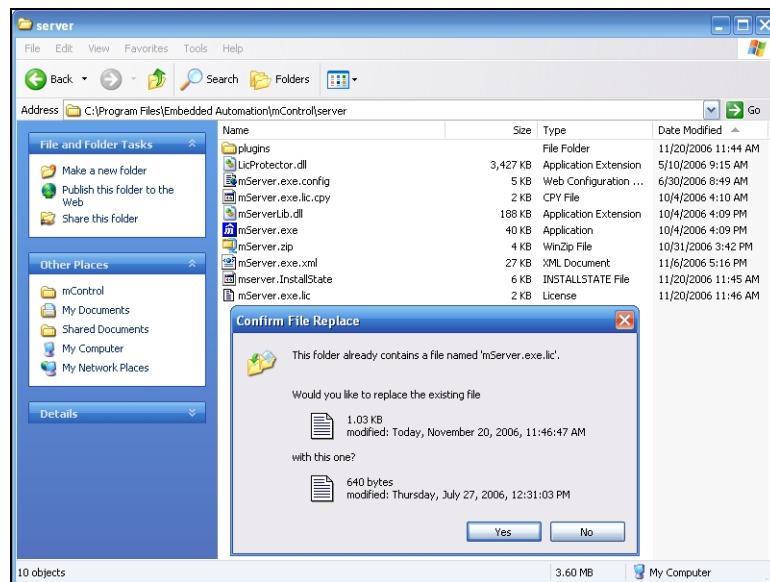 server
File Edit View Favorites Tools Help
Back Search Folders
Address C:\Program Files\Embedded Automation\mControl\server Go
File and Folder Tasks
Make a new folder
Publish this folder to the
Web
Share this folder
Other Places
mControl
My Documents
Shared Documents
My Computer
My Network Places
Details
Name Size Type Date Modified
plugins File Folder 11/20/2006 11:44 AM
LicProtector.dll 3,427 KB Application Extension 5/10/2006 9:15 AM
mServer.exe.config 5 KB Web Configuration ... 6/30/2006 8:49 AM
mServer.exe.lic.cpy 2 KB CPY File 10/4/2006 4:10 AM
mServerLib.dll 188 KB Application Extension 10/4/2006 4:09 PM
mServer.exe 40 KB Application 10/4/2006 4:09 PM
mServer.zip 4 KB WinZip File 10/31/2006 3:42 PM
mServer.exe.xml 27 KB XML Document 11/6/2006 5:16 PM
mserver.InstallState 6 KB INSTALLSTATE File 11/20/2006 11:45 AM
mServer.exe.lic 2 KB License 11/20/2006 11:46 AM
Confirm File Replace
This folder already contains a file named 'mServer.exe.lic'.
Would you like to replace the existing file
1.03 KB
modified: Today, November 20, 2006, 11:46:47 AM
with this one?
640 bytes
modified: Thursday, July 27, 2006, 12:31:03 PM
Yes No
10 objects 3.60 MB My Computer